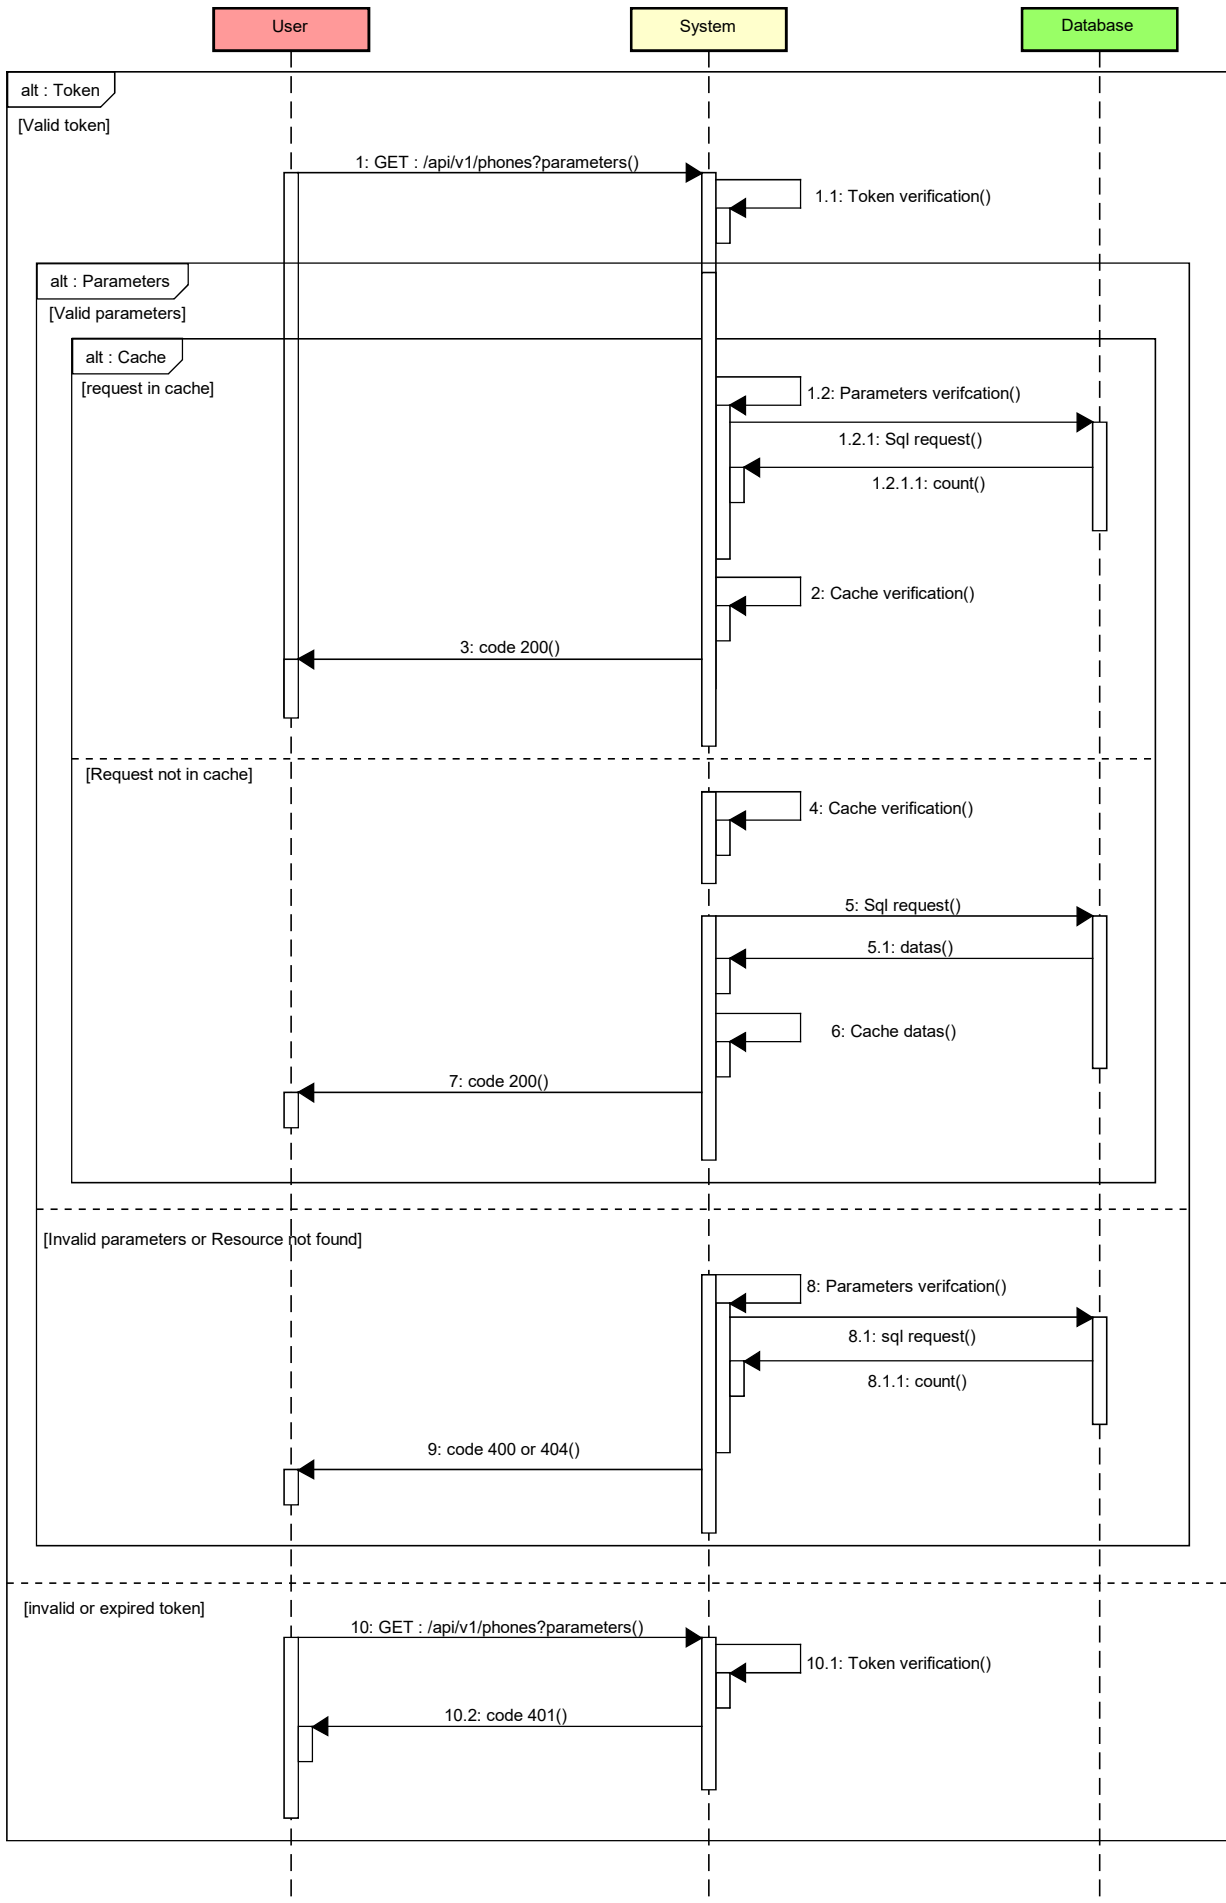 User
System
Database
alt : Token
[Valid token]
1: GET : /api/v1/phones?parameters()
1.1: Token verification()
alt : Parameters
[Valid parameters]
alt : Cache
[request in cache]
1.2: Parameters verifcation()
1.2.1: Sql request()
1.2.1.1: count()
2: Cache verification()
3: code 200()
[Request not in cache]
4: Cache verification()
5: Sql request()
5.1: datas()
6: Cache datas()
7: code 200()
[Invalid parameters or Resource not found]
8: Parameters verifcation()
8.1: sql request()
8.1.1: count()
9: code 400 or 404()
[invalid or expired token]
10: GET : /api/v1/phones?parameters()
10.1: Token verification()
10.2: code 401()